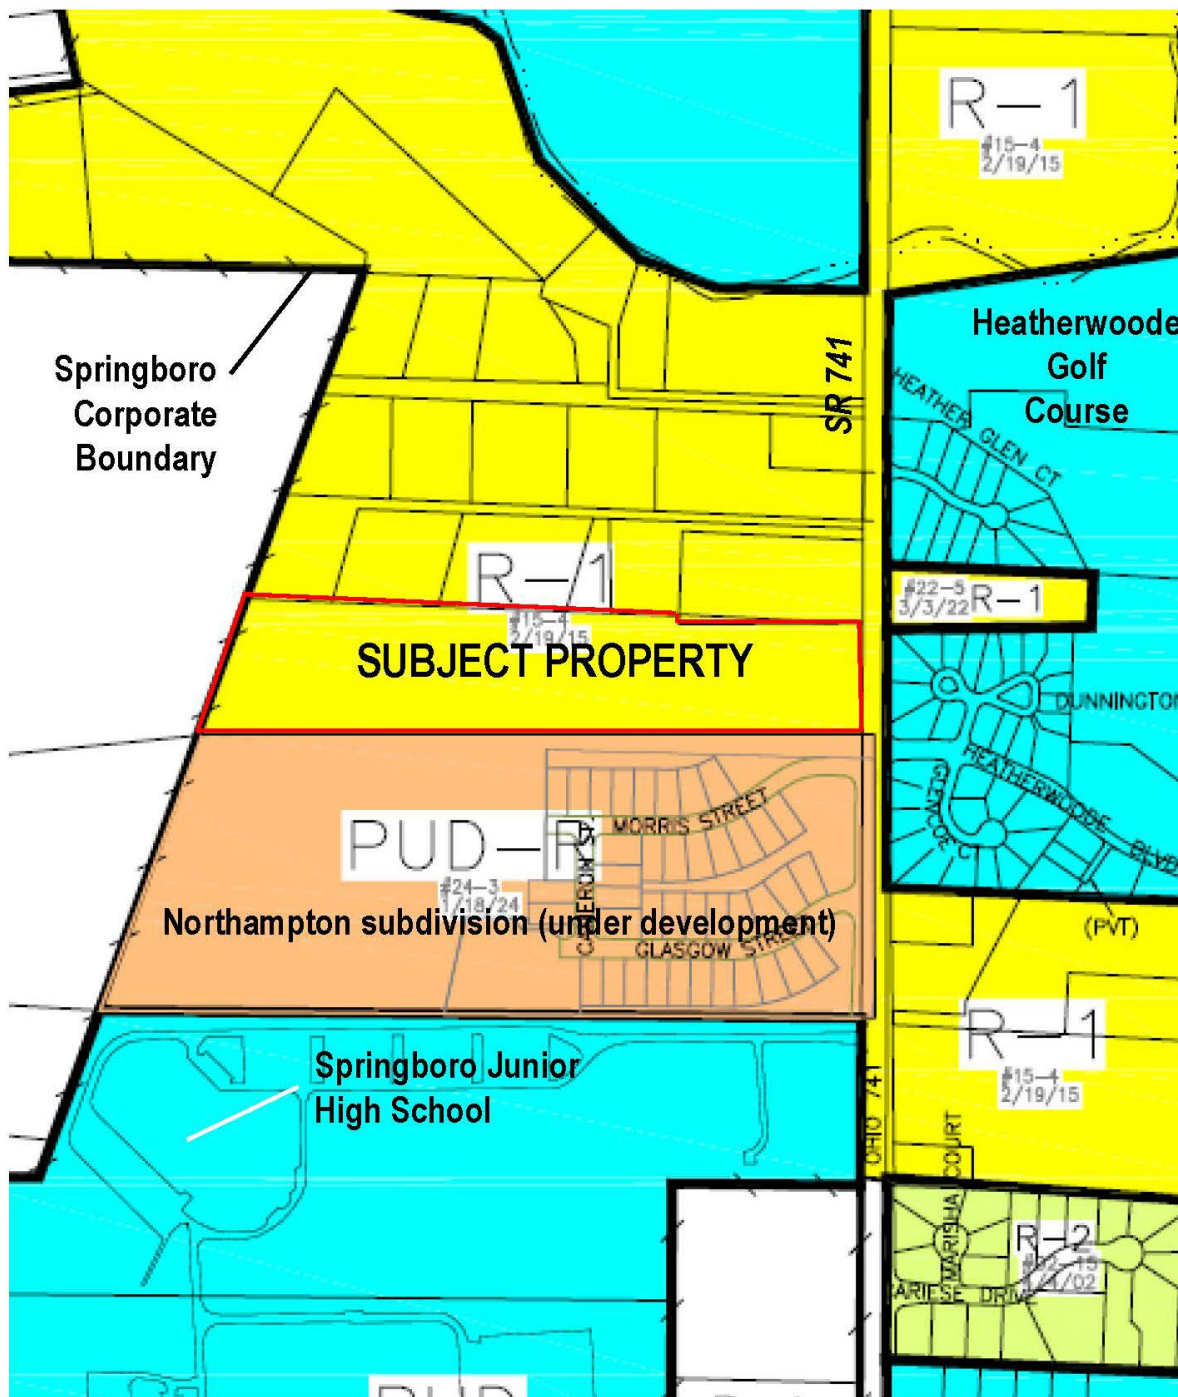 R-1
#15-4
2/19/15
Heatherwoode
Golf
Course
Springboro
Corporate
Boundary
SR 741
HEATHER GLEN CT
R-1
#15-4
2/19/15
#22-5
3/3/22
R-1
SUBJECT PROPERTY
DUNNINGTON
HEATHERWOODE BLVD
MORRIS STREET
PUD-R
#24-3
1/18/24
Northampton subdivision (under development)
GLASGOW STREET
(PVT)
R-1
#15-4
2/19/15
Springboro Junior
High School
OHIO 741
MARISHA COURT
R-2
PUD